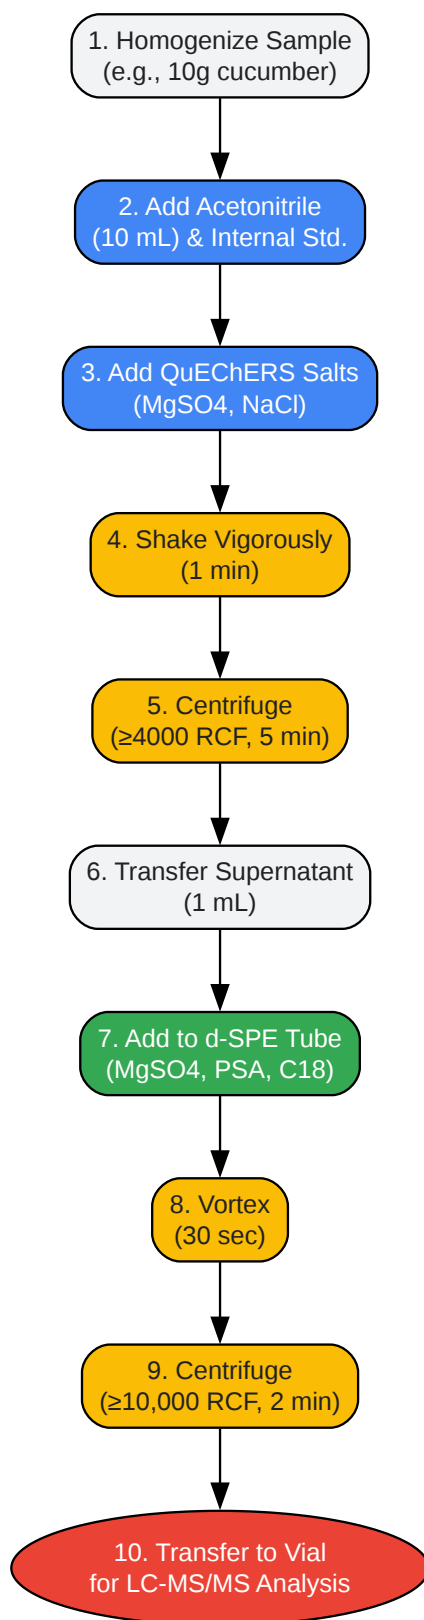 1. Homogenize Sample
(e.g., 10g cucumber)
2. Add Acetonitrile
(10 mL) & Internal Std.
3. Add QuEChERS Salts
(MgSO4, NaCl)
4. Shake Vigorously
(1 min)
5. Centrifuge
(≥4000 RCF, 5 min)
6. Transfer Supernatant
(1 mL)
7. Add to d-SPE Tube
(MgSO4, PSA, C18)
8. Vortex
(30 sec)
9. Centrifuge
(≥10,000 RCF, 2 min)
10. Transfer to Vial
for LC-MS/MS Analysis